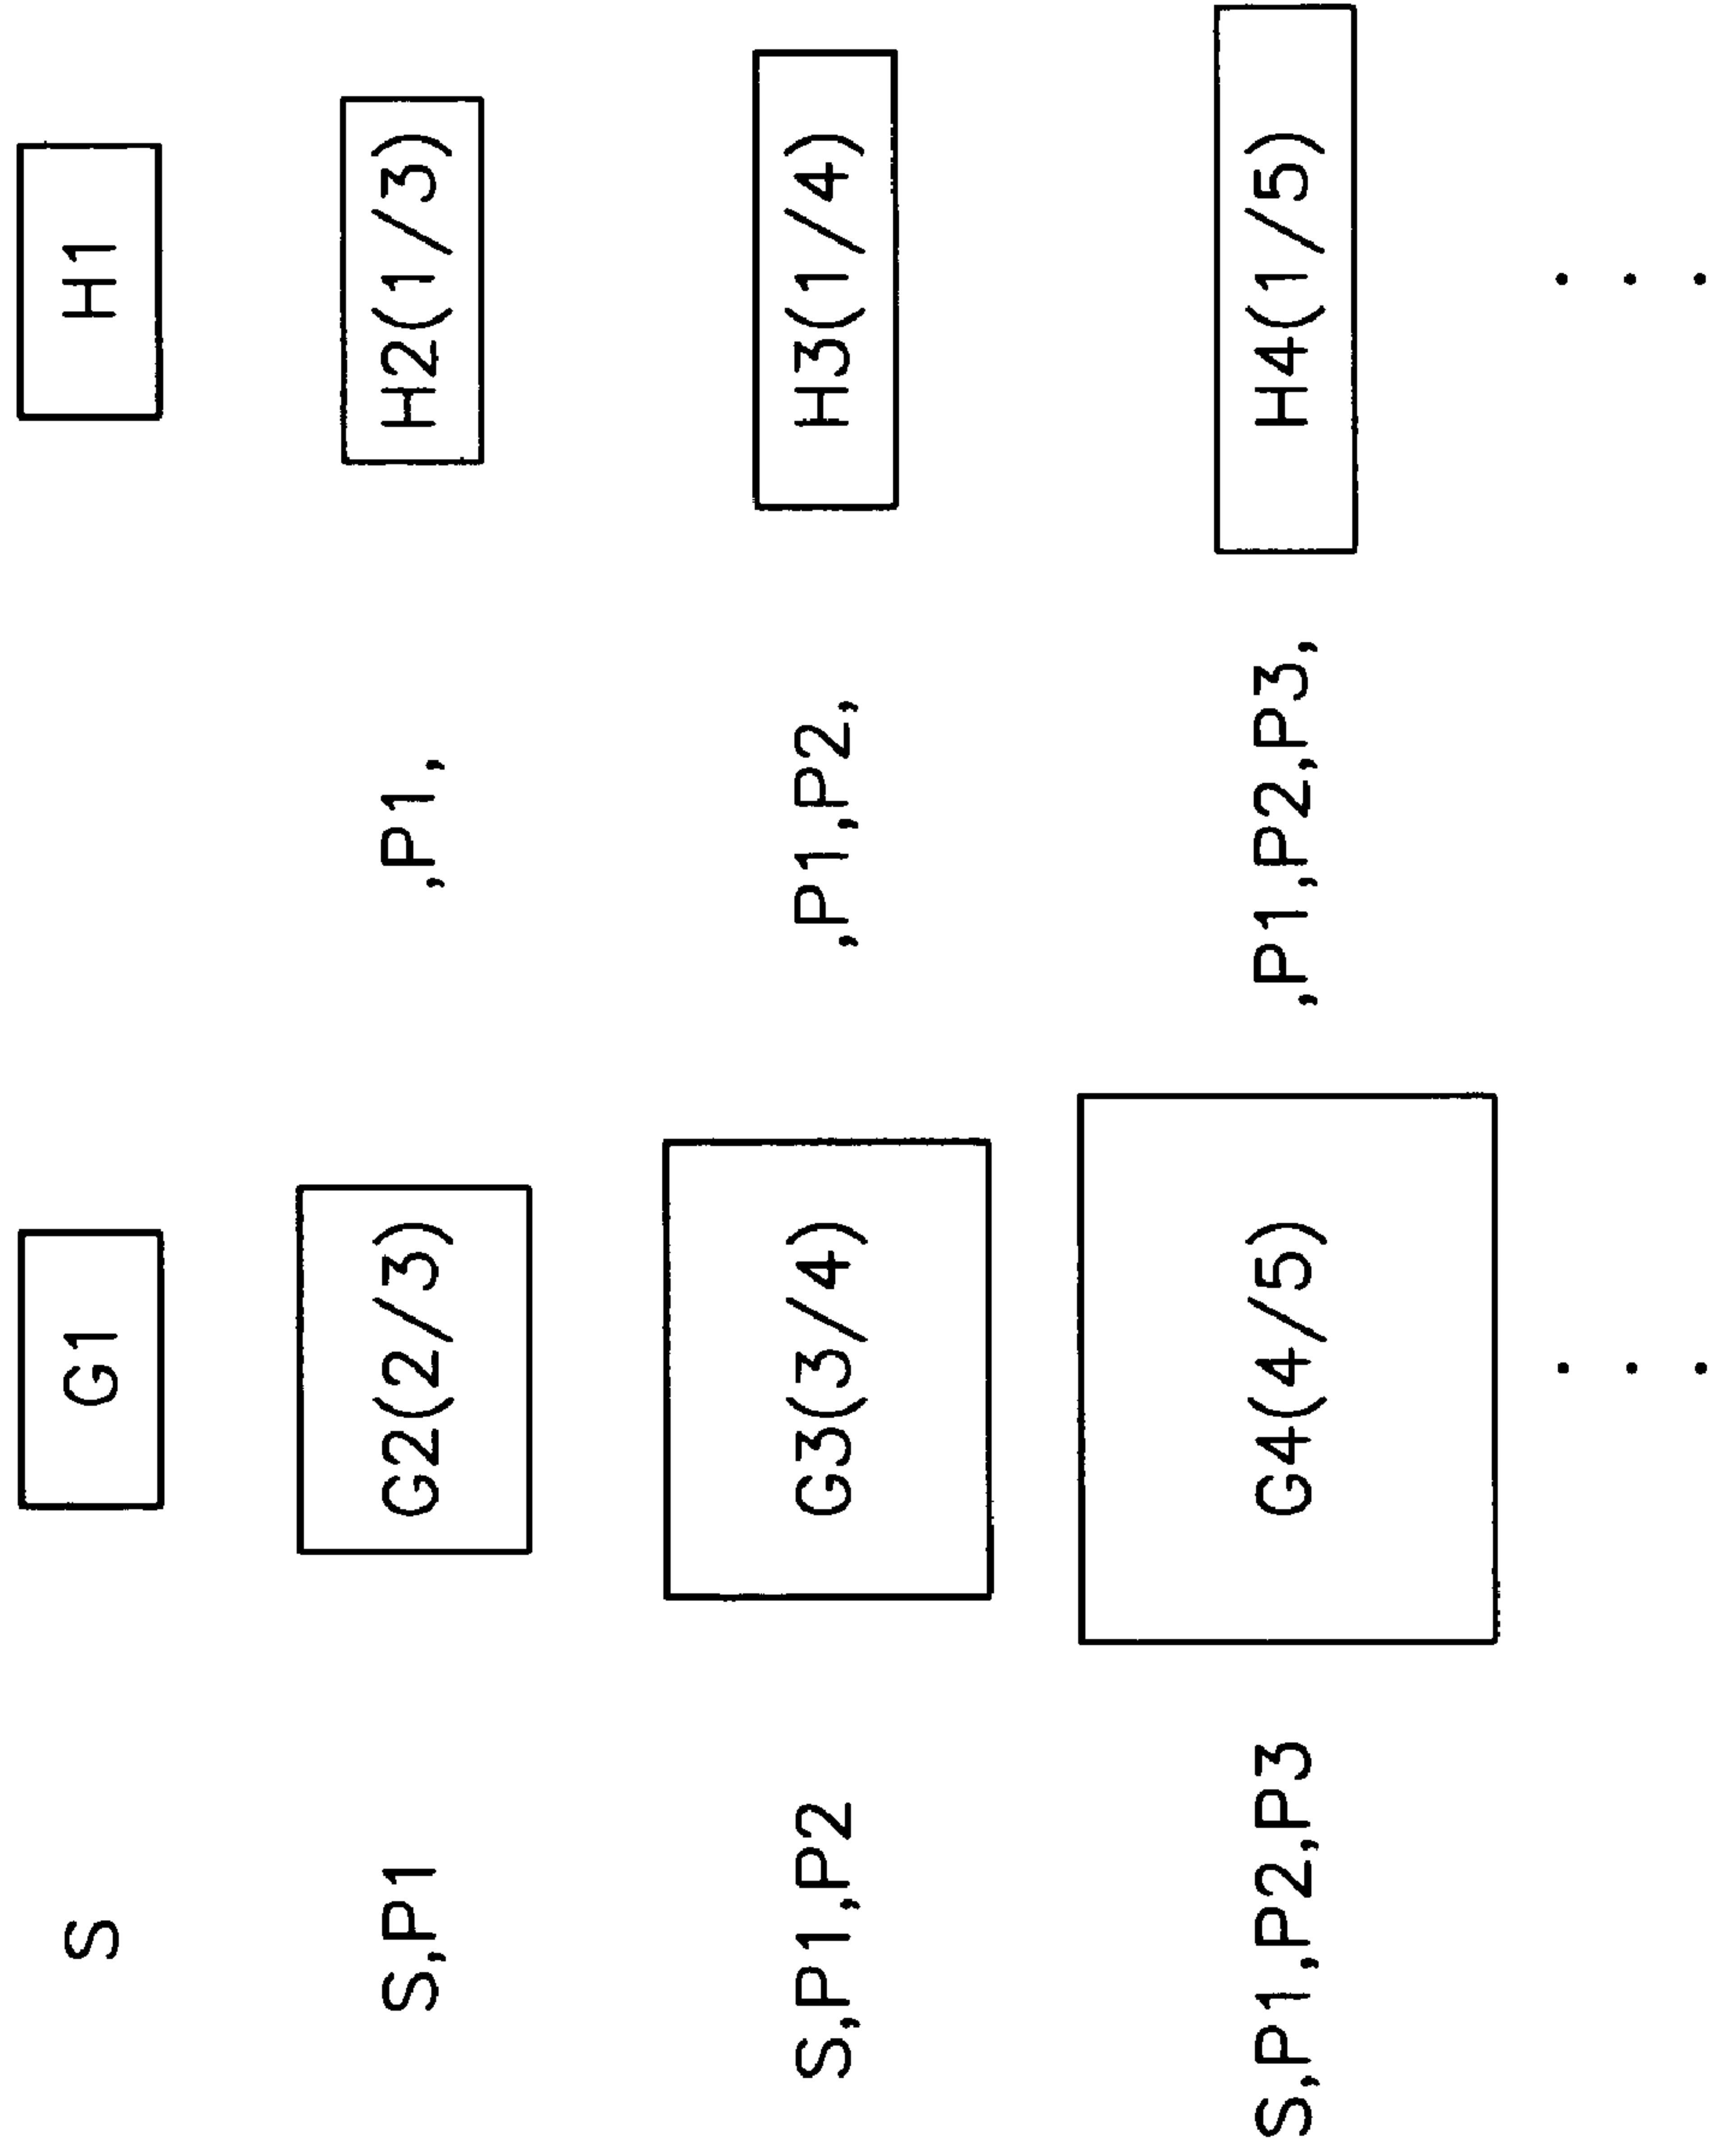 S G1 H1
S,P1 G2(2/3) ,P1, H2(1/3)
S,P1,P2 G3(3/4) ,P1,P2, H3(1/4)
S,P1,P2,P3 G4(4/5) ,P1,P2,P3, H4(1/5)